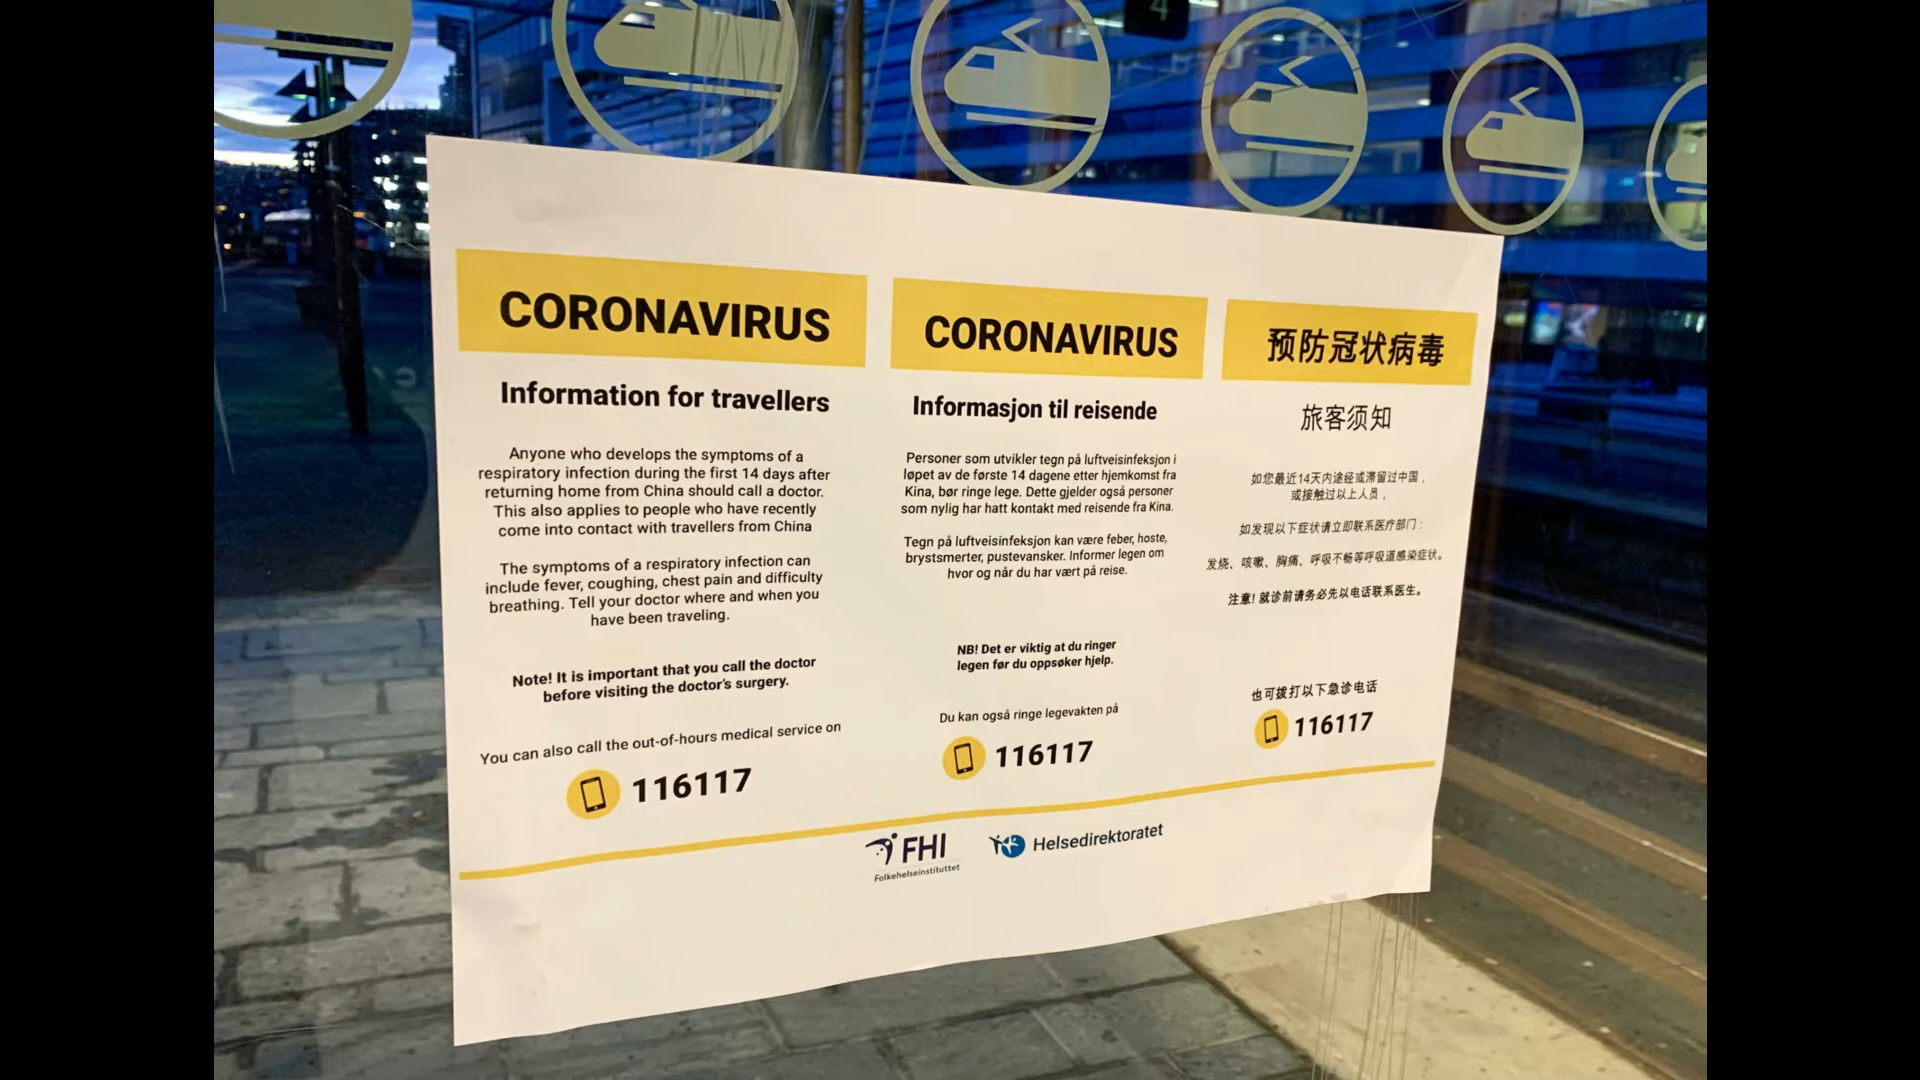 4
CORONAVIRUS
Information for travellers
Anyone who develops the symptoms of a
respiratory infection during the first 14 days after
returning home from China should call a doctor.
This also applies to people who have recently
come into contact with travellers from China
The symptoms of a respiratory infection can
include fever, coughing, chest pain and difficulty
breathing. Tell your doctor where and when you
have been traveling.
Note! It is important that you call the doctor
before visiting the doctor's surgery.
You can also call the out-of-hours medical service on
116117
CORONAVIRUS
Informasjon til reisende
Personer som utvikler tegn på luftveisinfeksjon i
løpet av de første 14 dagene etter hjemkomst fra
Kina, bør ringe lege. Dette gjelder også personer
som nylig har hatt kontakt med reisende fra Kina.
Tegn på luftveisinfeksjon kan være feber, hoste,
brystsmerter, pustevansker. Informer legen om
hvor og når du har vært på reise.
NB! Det er viktig at du ringer
legen før du oppsøker hjelp.
Du kan også ringe legevakten på
116117
预防冠状病毒
旅客须知
如您最近14天内途经或滞留过中国，
或接触过以上人员，
如发现以下症状请立即联系医疗部门：
发烧、咳嗽、胸痛、呼吸不畅等呼吸道感染症状。
注意! 就诊前请务必先以电话联系医生。
也可拨打以下急诊电话
116117
FHI
Folkehelseinstituttet
Helsedirektoratet